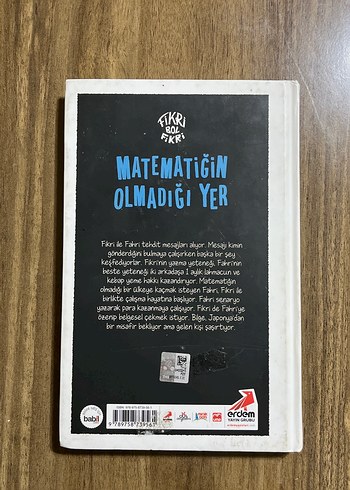 FiKRi
BOL
FiKRi
MATEMATİĞİN
OLMADIĞI YER
Fikri ile Fahri tehdit mesajları alıyor. Mesajı kimin
gönderdiğini bulmaya çalışırken başka bir şey
keşfediyorlar. Fikri'nin yazma yeteneği, Fahri'nin
beste yeteneği iki arkadaşa 1 aylık lahmacun ve
kebap yeme hakkı kazandırıyor. Matematiğin
olmadığı bir ülkeye kaçmak isteyen Fahri, Fikri ile
birlikte çalışma hayatına başlıyor. Fahri senaryo
yazarak para kazanmaya çalışıyor. Fikri de Fahri'ye
özenip belgesel çekmek istiyor. Bilge, Japonya'dan
bir misafir bekliyor ama gelen kişi şaşırtıyor.
babil
erdem
YAYIN GRUBU